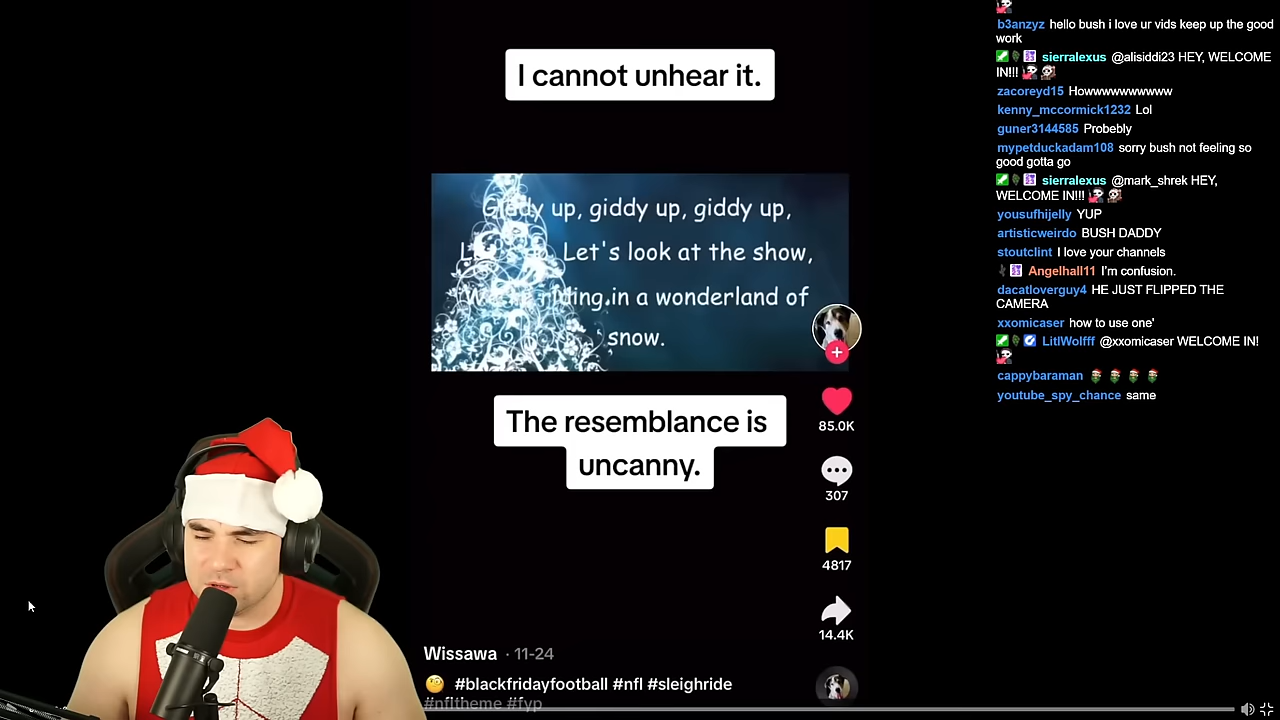 I cannot unhear it.
Giddy up, giddy up, giddy up,
Let's look at the show,
riding in a wonderland of
snow.
The resemblance is
uncanny.
85.0K
307
4817
14.4K
Wissawa · 11-24
#blackfridayfootball #nfl #sleighride
#nfltheme #fyp
b3anzyz hello bush i love ur vids keep up the good
work
sierralexus @alisiddi23 HEY, WELCOME
IN!!!
zacoreyd15 Howwwwwwwwww
kenny_mccormick1232 Lol
guner3144585 Probebly
mypetduckadam108 sorry bush not feeling so
good gotta go
sierralexus @mark_shrek HEY,
WELCOME IN!!!
yousufhijelly YUP
artisticweirdo BUSH DADDY
stoutclint I love your channels
Angelhall11 I'm confusion.
dacatloverguy4 HE JUST FLIPPED THE
CAMERA
xxomicaser how to use one'
LitlWolfff @xxomicaser WELCOME IN!
cappybaraman
youtube_spy_chance same